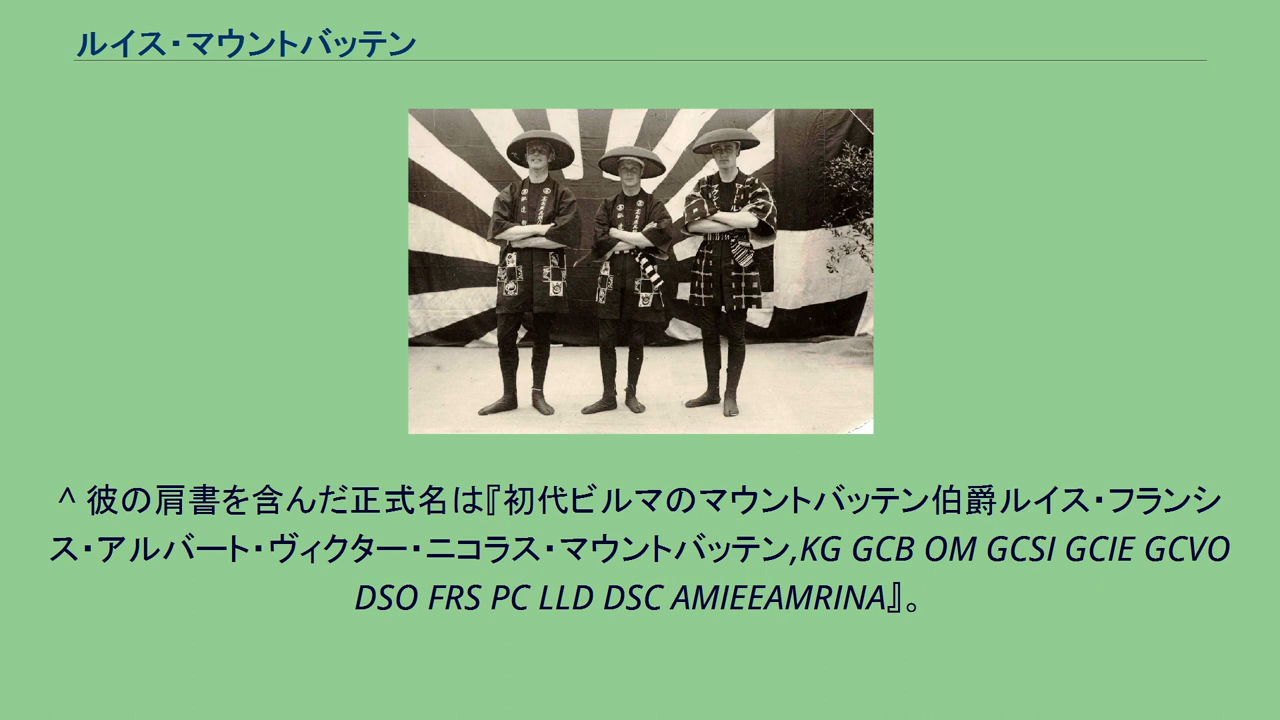 ルイス・マウントバッテン
^ 彼の肩書を含んだ正式名は『初代ビルマのマウントバッテン伯爵ルイス・フランシ
ス・アルバート・ヴィクター・ニコラス・マウントバッテン,KG GCB OM GCSI GCIE GCVO
DSO FRS PC LLD DSC AMIEEAMRINA』。